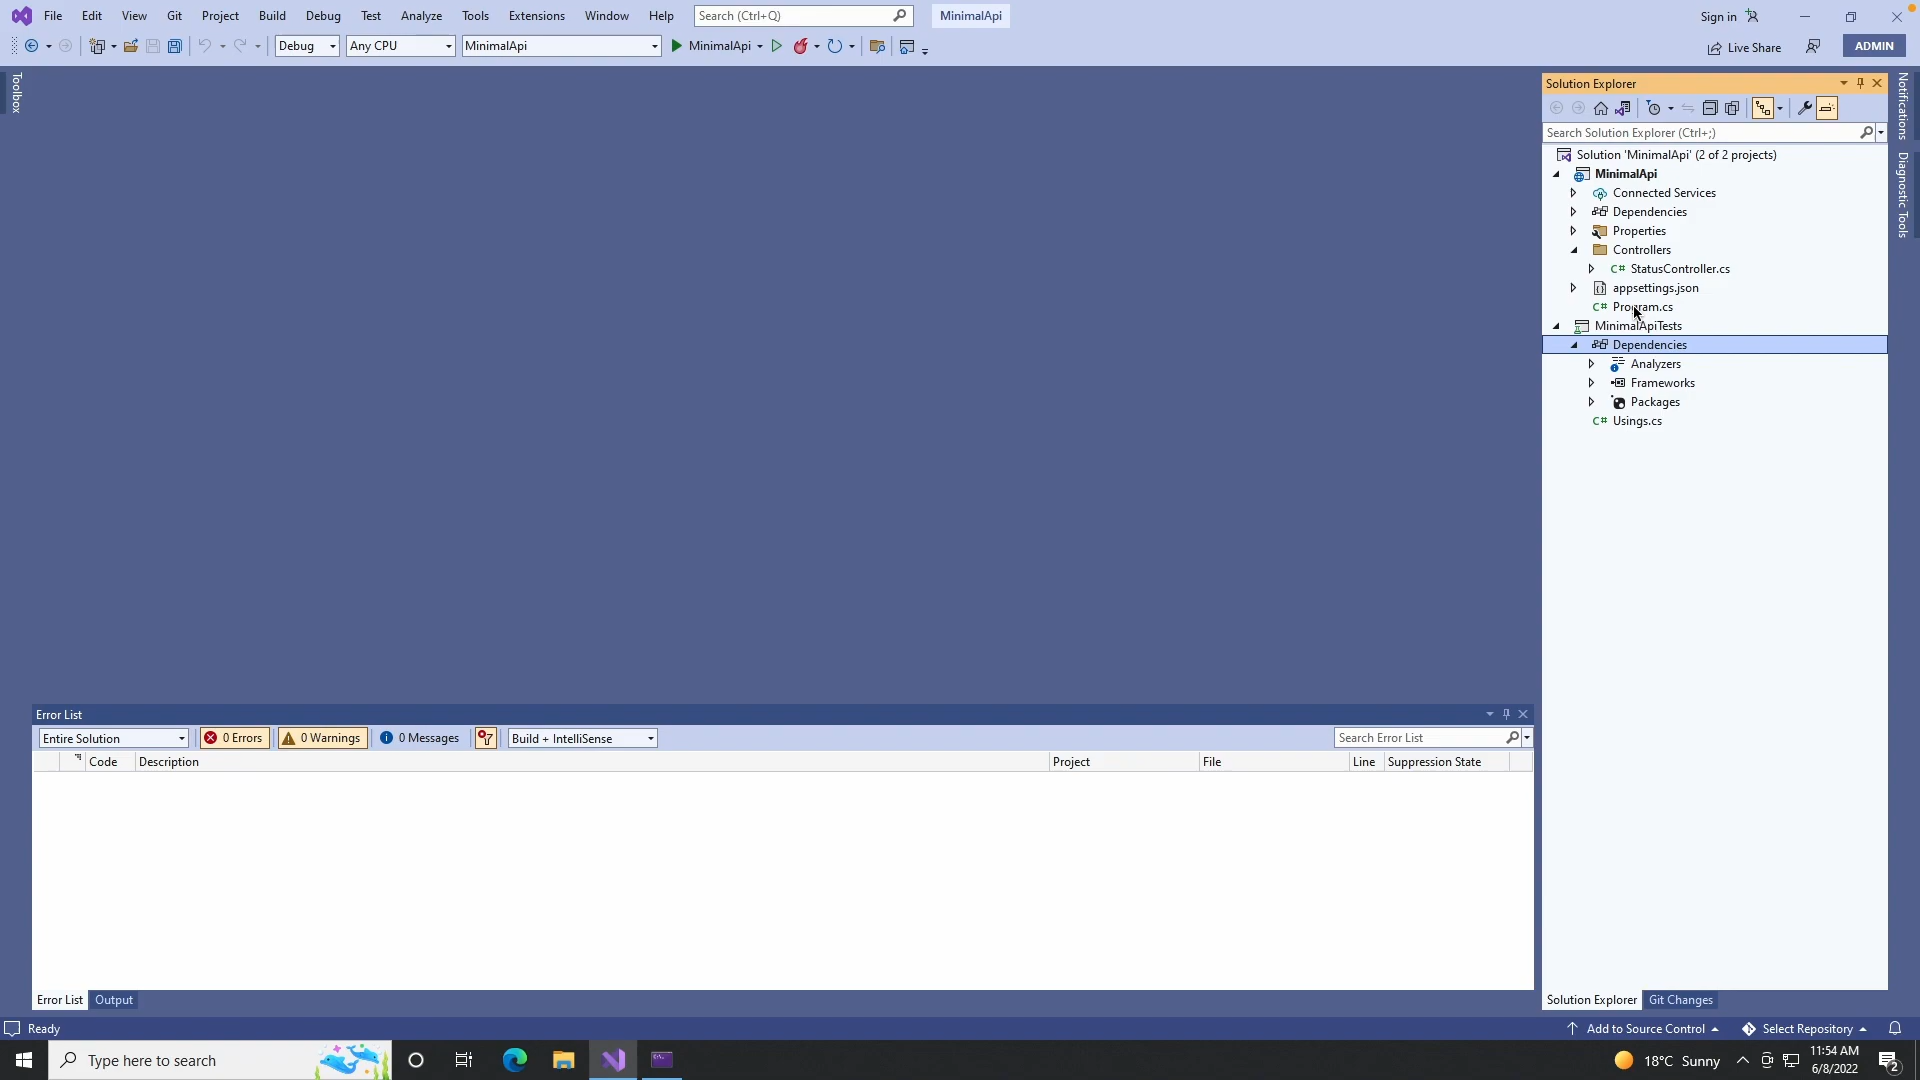 File Edit View Git Project Build Debug Test Analyze Tools Extensions Window Help Search (Ctrl+Q) MinimalApi Sign in
Debug Any CPU MinimalApi MinimalApi Live Share ADMIN
Toolbox
Solution Explorer
Search Solution Explorer (Ctrl+;)
Solution 'MinimalApi' (2 of 2 projects)
MinimalApi
Connected Services
Dependencies
Properties
Controllers
C# StatusController.cs
appsettings.json
C# Program.cs
MinimalApiTests
Dependencies
Analyzers
Frameworks
Packages
C# Usings.cs
Notifications
Diagnostic Tools
Error List
Entire Solution 0 Errors 0 Warnings 0 Messages Build + IntelliSense Search Error List
Code Description Project File Line Suppression State
Error List Output
Solution Explorer Git Changes
Ready Add to Source Control Select Repository
Type here to search 18°C Sunny 11:54 AM
6/8/2022
2